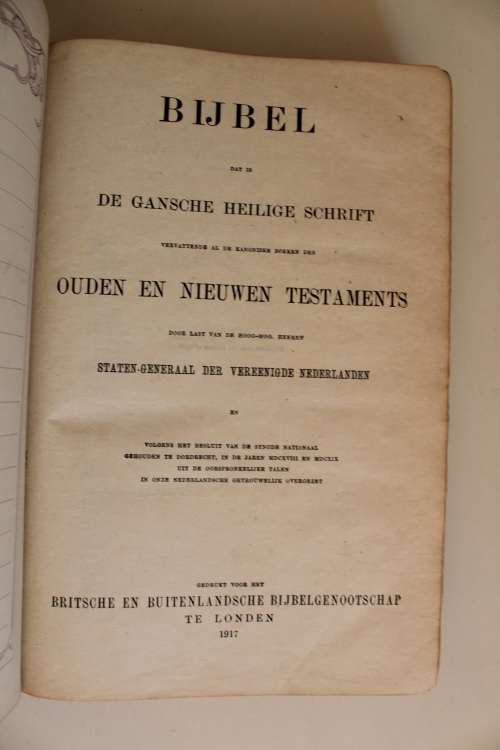 BIJBEL
DAT IS
DE GANSCHE HEILIGE SCHRIFT
VERVATTENDE AL DE KANONIEKE BOEKEN DES
OUDEN EN NIEUWEN TESTAMENTS
DOOR LAST VAN DE HOOG-MOG. HEEREN
STATEN-GENERAAL DER VEREENIGDE NEDERLANDEN
EN
VOLGENS HET BESLUIT VAN DE SYNODE NATIONAAL
GEHOUDEN TE DORDRECHT, IN DE JAREN MDCXVIII EN MDCXIX
UIT DE OORSPRONKELIJKE TALEN
IN ONZE NEDERLANDSCHE GETROUWELIJK OVERGEZET
GEDRUKT VOOR HET
BRITSCHE EN BUITENLANDSCHE BIJBELGENOOTSCHAP
TE LONDEN
1917